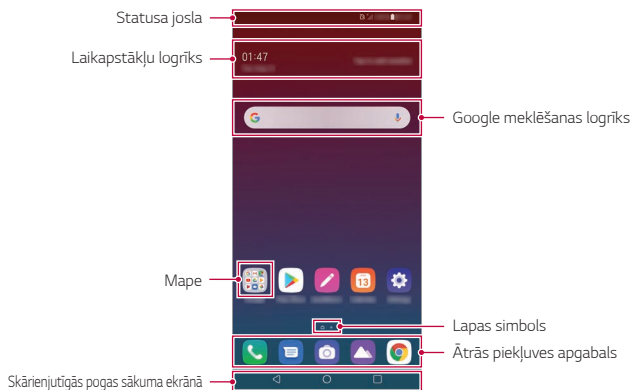 Statusa josla
Laikapstākļu logrīks
01:47
Google meklēšanas logrīks
Mape
13
Lapas simbols
Ātrās piekļuves apgabals
Skārienjutīgās pogas sākuma ekrānā